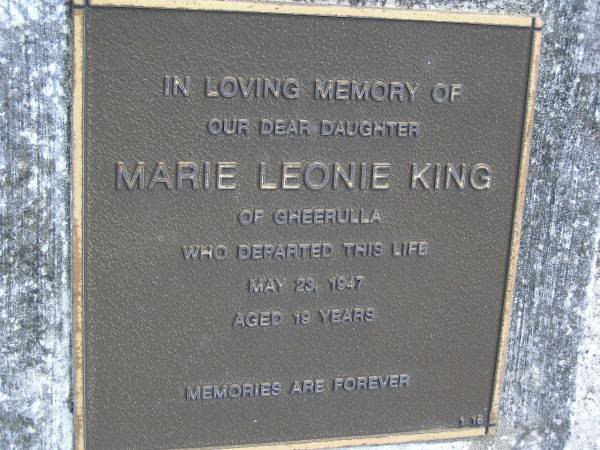 IN LOVING MEMORY OF
OUR DEAR DAUGHTER
MARIE LEONIE KING
OF GHEERULLA
WHO DEPARTED THIS LIFE
MAY 23, 1947
AGED 19 YEARS
MEMORIES ARE FOREVER